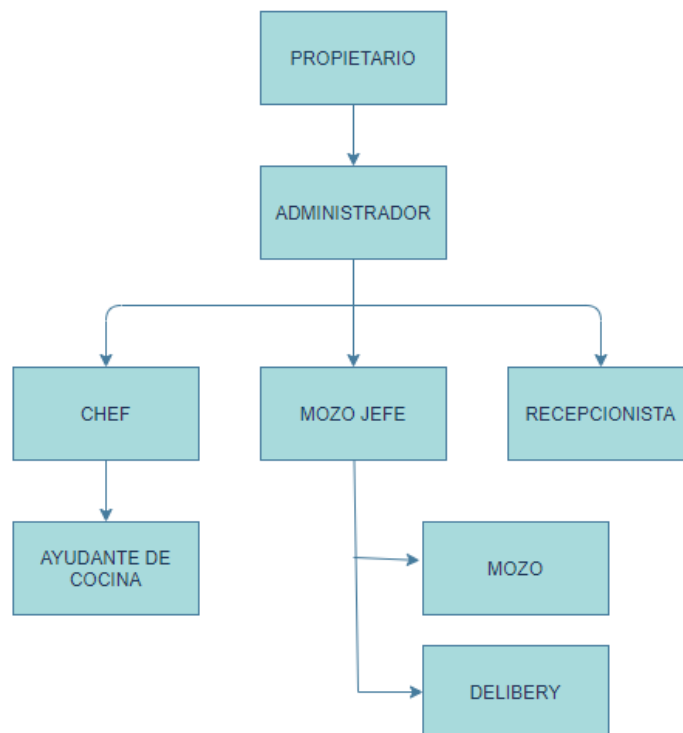 PROPIETARIO
ADMINISTRADOR
CHEF
MOZO JEFE
RECEPCIONISTA
AYUDANTE DE
COCINA
MOZO
DELIBERY